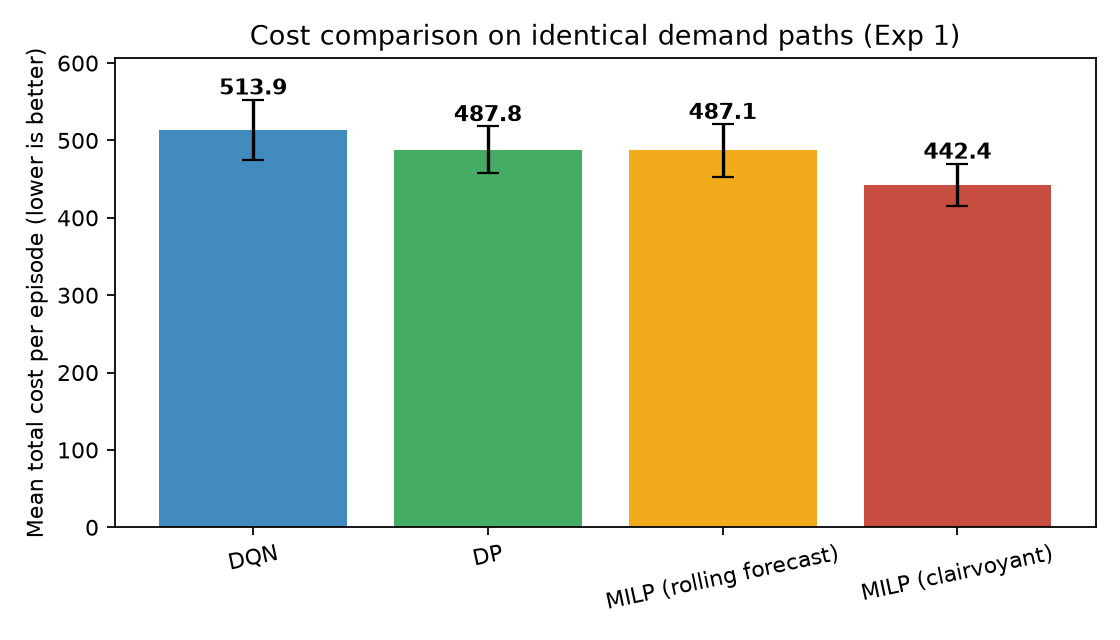 Cost comparison on identical demand paths (Exp 1)
Mean total cost per episode (lower is better)
600
500
400
300
200
100
0
513.9
487.8
487.1
442.4
DQN
DP
MILP (rolling forecast)
MILP (clairvoyant)